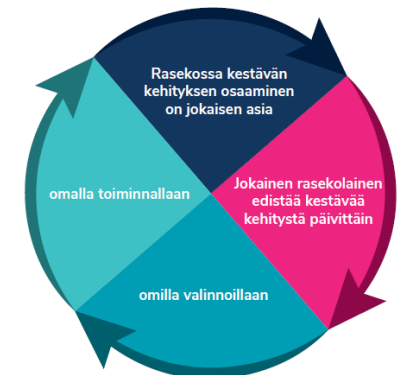 Rasekossa kestävän
kehityksen osaaminen
on jokaisen asia
Jokainen rasekolainen
edistää kestävää
kehitystä päivittäin
omilla valinnoillaan
omalla toiminnallaan